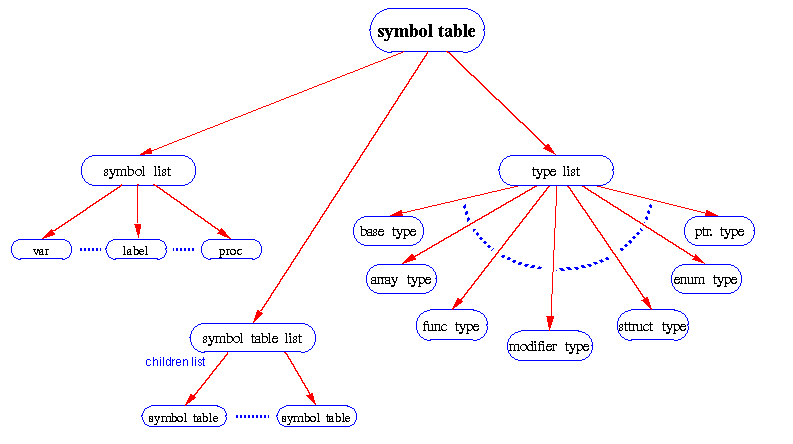 symbol table
symbol list
type list
var
label
proc
base type
ptr. type
array type
enum type
func type
sttruct type
modifier type
symbol table list
children list
symbol table
symbol table